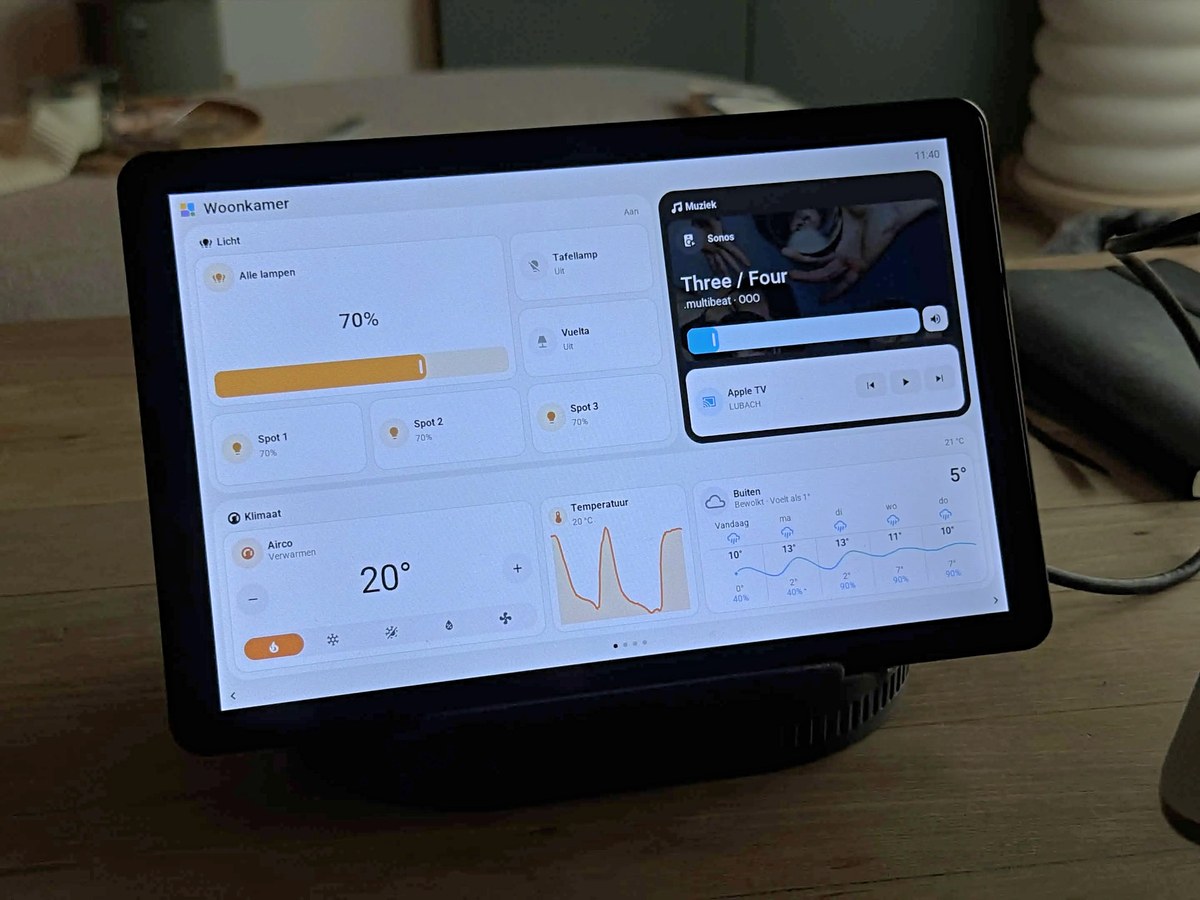 11:40
Woonkamer
Licht
Aan
Alle lampen
70%
Tafellamp
Uit
Vuelta
Uit
Spot 1
70%
Spot 2
70%
Spot 3
70%
Muziek
Sonos
Three / Four
.multibeat · OOO
Apple TV
LUBACH
Klimaat
21 °C
Airco
Verwarmen
20°
Temperatuur
20 °C
Buiten
Bewolkt · Voelt als 1°
5°
Vandaag ma di wo do
10° 13° 13° 11° 10°
0° 2° 2° 7° 7°
40% 40% 90% 90% 90%